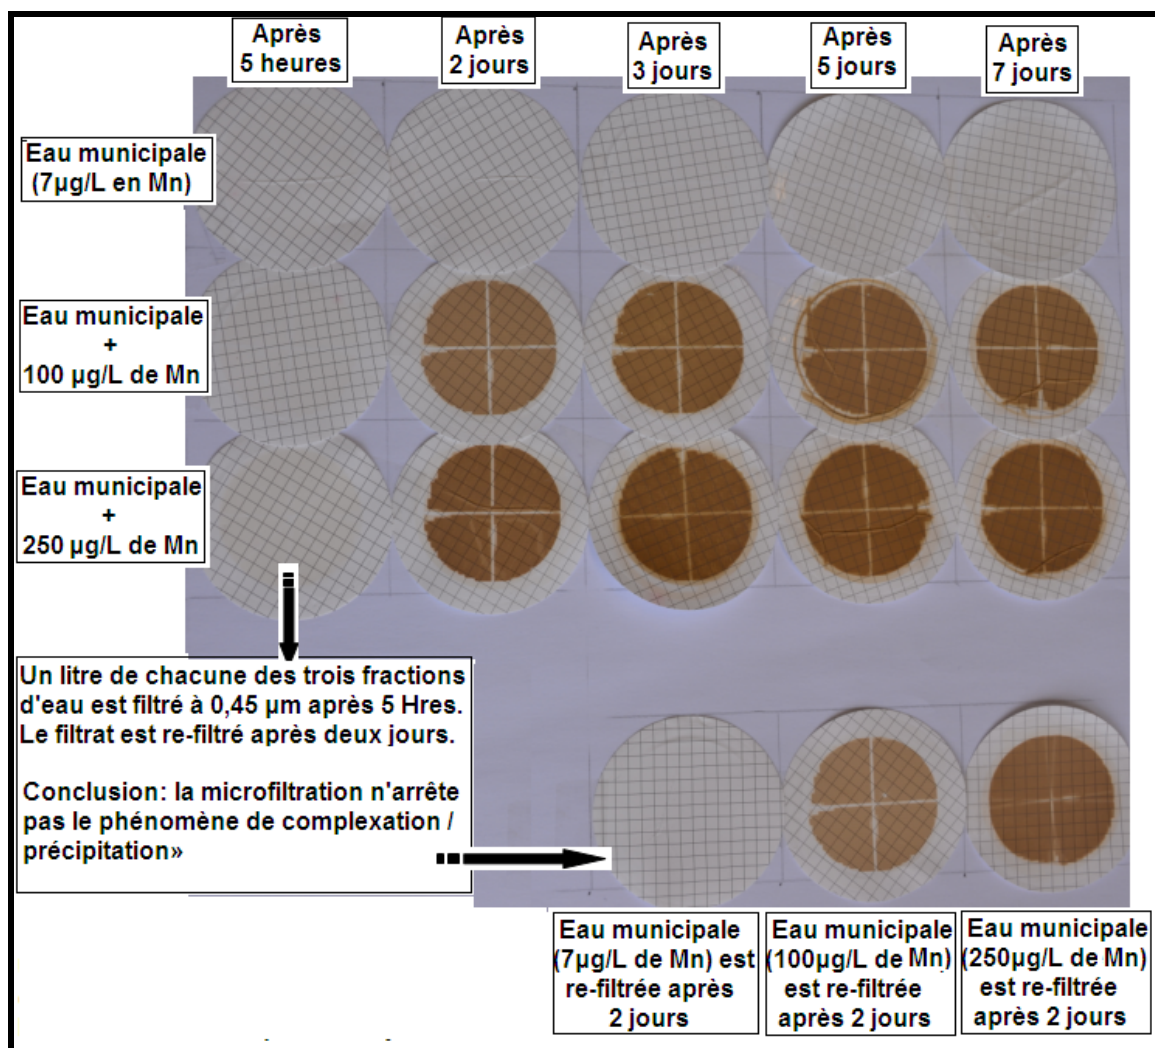 Après
5 heures
Après
2 jours
Après
3 jours
Après
5 jours
Après
7 jours
Eau municipale
(7µg/L en Mn)
Eau municipale
+
100 µg/L de Mn
Eau municipale
+
250 µg/L de Mn
Un litre de chacune des trois fractions
d'eau est filtré à 0,45 µm après 5 Hres.
Le filtrat est re-filtré après deux jours.
Conclusion: la microfiltration n'arrête
pas le phénomène de complexation /
précipitation»
Eau municipale
(7µg/L de Mn) est
re-filtrée après
2 jours
Eau municipale
(100µg/L de Mn)
est re-filtrée
après 2 jours
Eau municipale
(250µg/L de Mn)
est re-filtrée
après 2 jours